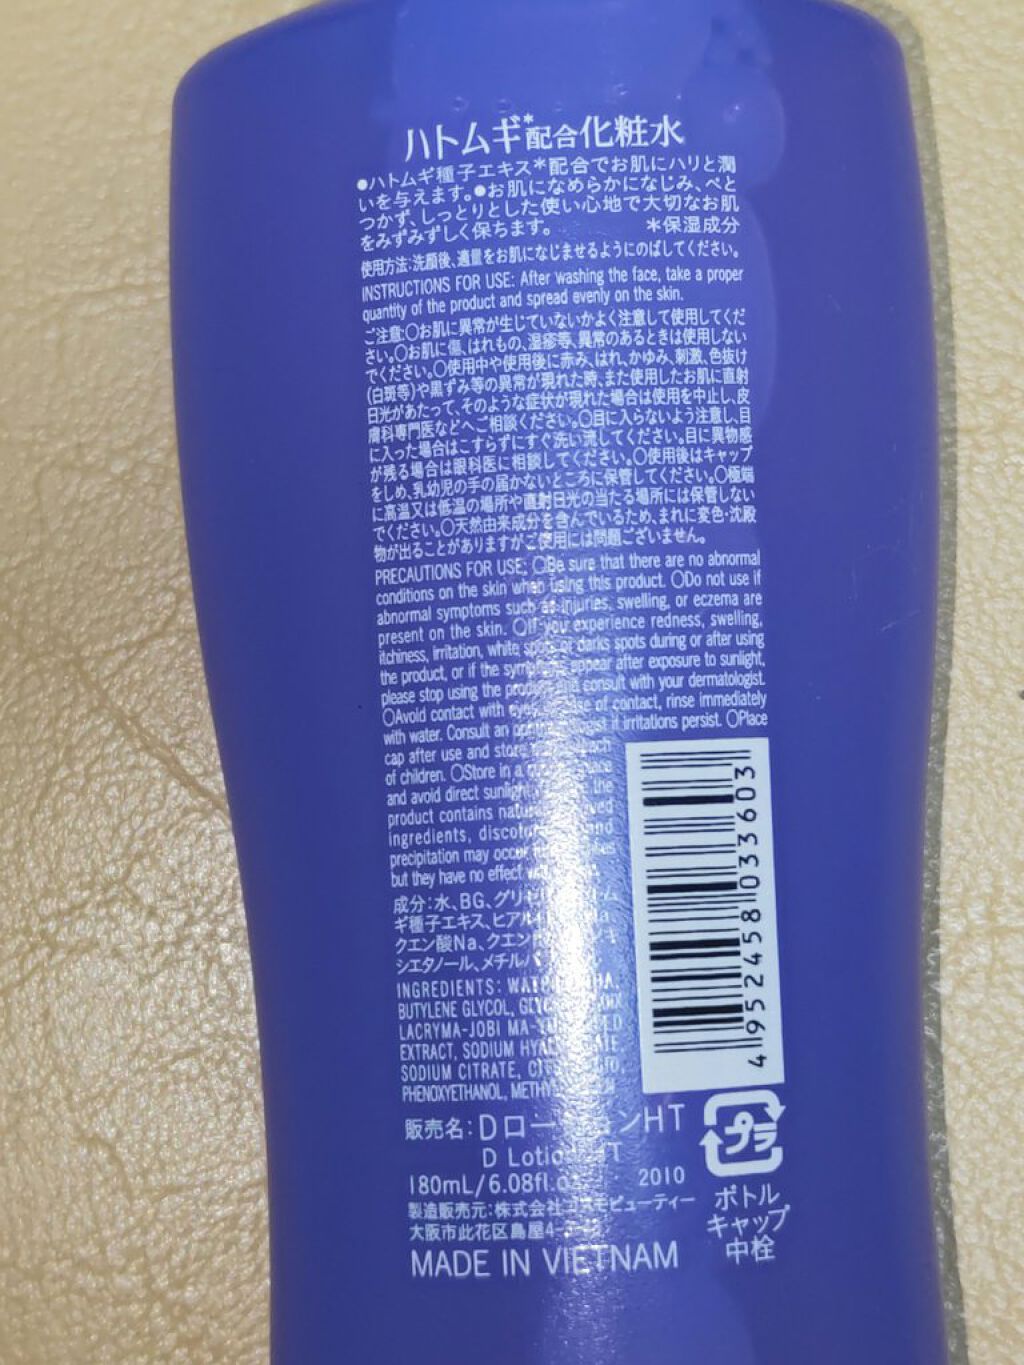 ハトムギ*配合化粧水
●ハトムギ種子エキス*配合でお肌にハリと潤
いを与えます。●お肌になめらかになじみ、べと
つかず、しっとりとした使い心地で大切なお肌
をみずみずしく保ちます。 *保湿成分
使用方法:洗顔後、適量をお肌になじませるようにのばしてください。
INSTRUCTIONS FOR USE: After washing the face, take a proper
quantity of the product and spread evenly on the skin.
ご注意:○お肌に異常が生じていないかよく注意して使用してくだ
さい。○お肌に傷、はれもの、湿疹等、異常のあるときは使用しない
でください。○使用中や使用後に赤み、はれ、かゆみ、刺激、色抜け
(白斑等)や黒ずみ等の異常が現れた時、また使用したお肌に直射
日光があたって、そのような症状が現れた場合は使用を中止し、皮
膚科専門医などへご相談ください。○目に入らないよう注意し、目
に入った場合はこすらずにすぐ洗い流してください。目に異物感
が残る場合は眼科医に相談してください。○使用後はキャップ
をしめ、乳幼児の手の届かないところに保管してください。○極端
に高温又は低温の場所や直射日光の当たる場所には保管しない
でください。○天然由来成分を含んでいるため、まれに変色・沈殿
物が出ることがありますがご使用には問題ございません。
PRECAUTIONS FOR USE: ○Be sure that there are no abnormal
conditions on the skin when using this product. ○Do not use if
abnormal symptoms such as injuries, swelling, or eczema are
present on the skin. ○If you experience redness, swelling,
itchiness, irritation, white spots or darks spots during or after using
the product, or if the symptoms appear after exposure to sunlight,
please stop using the product and consult with your dermatologist.
○Avoid contact with eyes. of contact, rinse immediately
with water. Consult an if irritations persist. ○Place
cap after use and store
of children. ○Store in a
and avoid direct sunlight the
product contains
ingredients, and
precipitation may occur
but they have no effect
成分:水、BG、
ギ種子エキス、
クエン酸Na、
シエタノール、
INGREDIENTS:
BUTYLENE GLYCOL,
LACRYMA-JOBI
EXTRACT, SODIUM
SODIUM CITRATE,
PHENOXYETHANOL,
4952458033603
販売名:DローションHT
D Lotion HT
180mL/6.08fl.oz 2010
製造販売元:株式会社コスモビューティー
大阪市此花区島屋
MADE IN VIETNAM
プラ
ボトル
キャップ
中栓